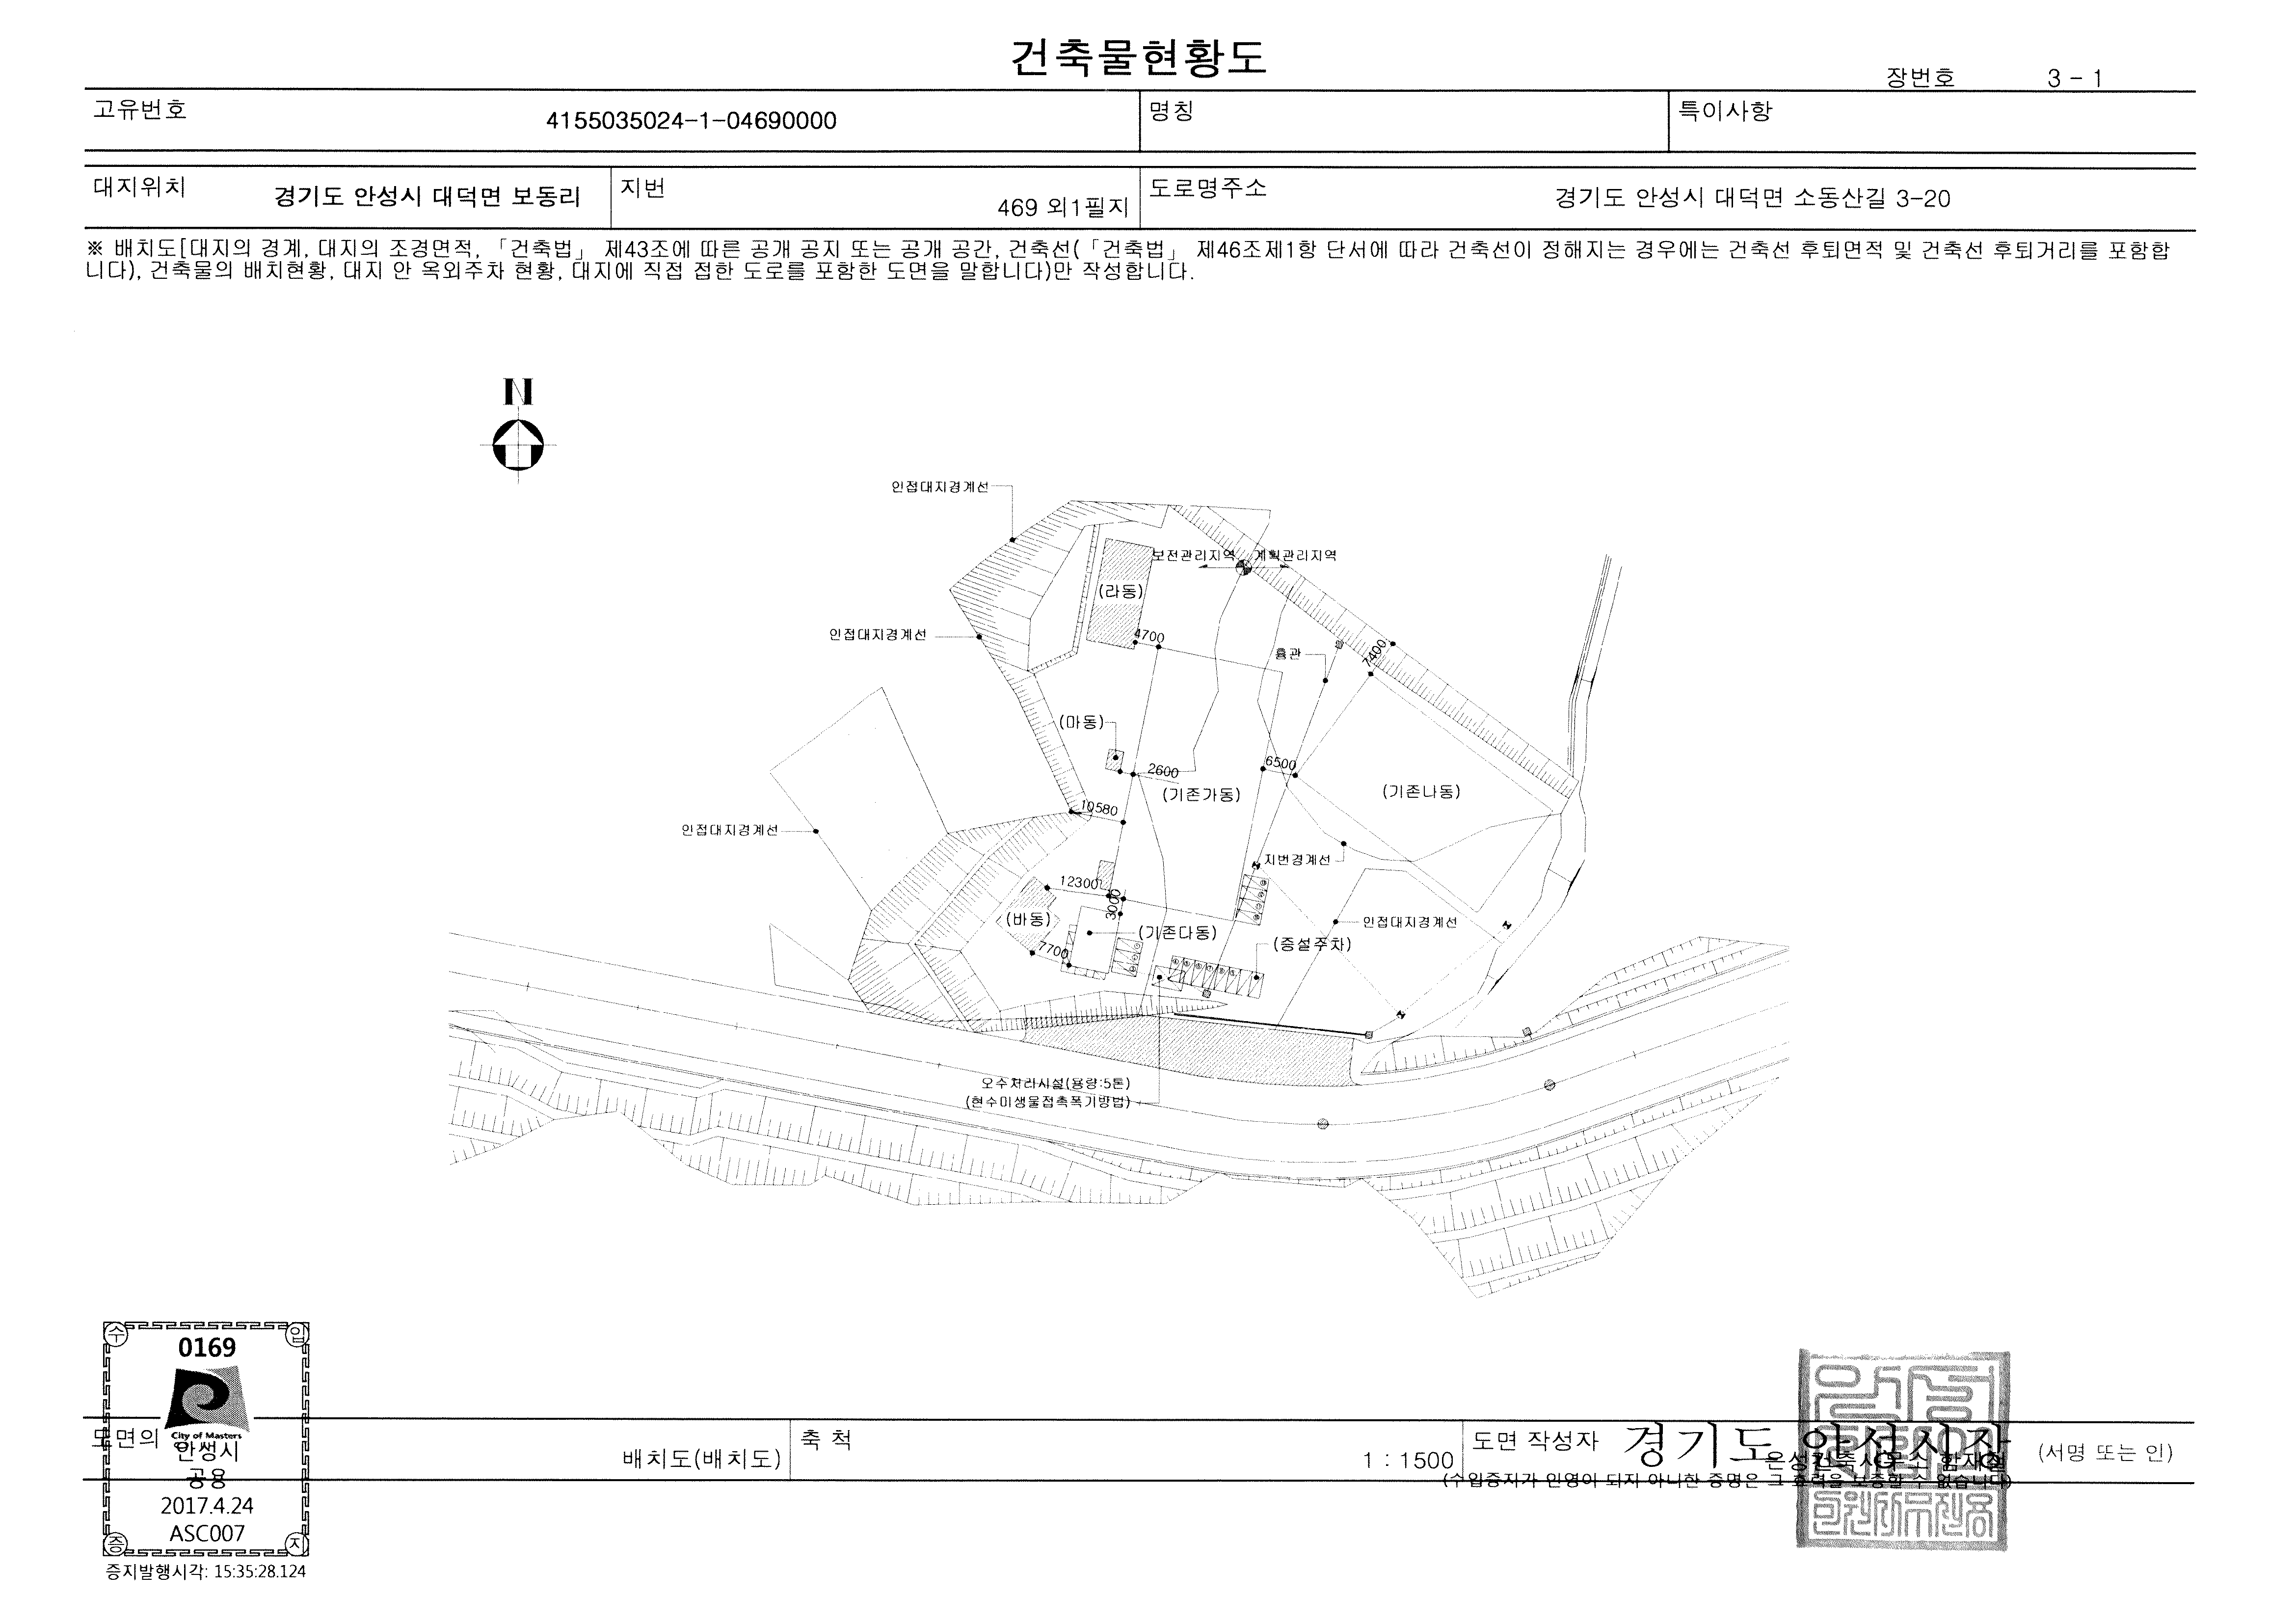 건축물현황도
장번호 3 - 1
고유번호 4155035024-1-04690000 명칭 특이사항
대지위치 경기도 안성시 대덕면 보동리 지번 469 외1필지 도로명주소 경기도 안성시 대덕면 소동산길 3-20
※ 배치도[대지의 경계, 대지의 조경면적, 「건축법」 제43조에 따른 공개 공지 또는 공개 공간, 건축선(「건축법」 제46조제1항 단서에 따라 건축선이 정해지는 경우에는 건축선 후퇴면적 및 건축선 후퇴거리를 포함합
니다), 건축물의 배치현황, 대지 안 옥외주차 현황, 대지에 직접 접한 도로를 포함한 도면을 말합니다]만 작성합니다.
N
인접대지경계선
보전관리지역 계획관리지역
(라동)
인접대지경계선
4700
흄관
7400
(마동)
2600
6500
(기존가동)
(기존나동)
10580
인접대지경계선
지번경계선
12300
3000
(바동)
(기존다동)
인접대지경계선
(증설주차)
7700
오수처리시설(용량:5톤)
(현수미생물접촉폭기방법)
수 입
0169
City of Masters
안성시
공용
2017.4.24
ASC007
증 지
증지발행시각: 15:35:28.124
도면의 배치도(배치도) 축 척 1 : 1500 도면 작성자 경기도 안성시장 (서명 또는 인)
은성건축사무소
(수입증지가 인영이 되지 아니한 증명은 그 효력을 보증할 수 없습니다)